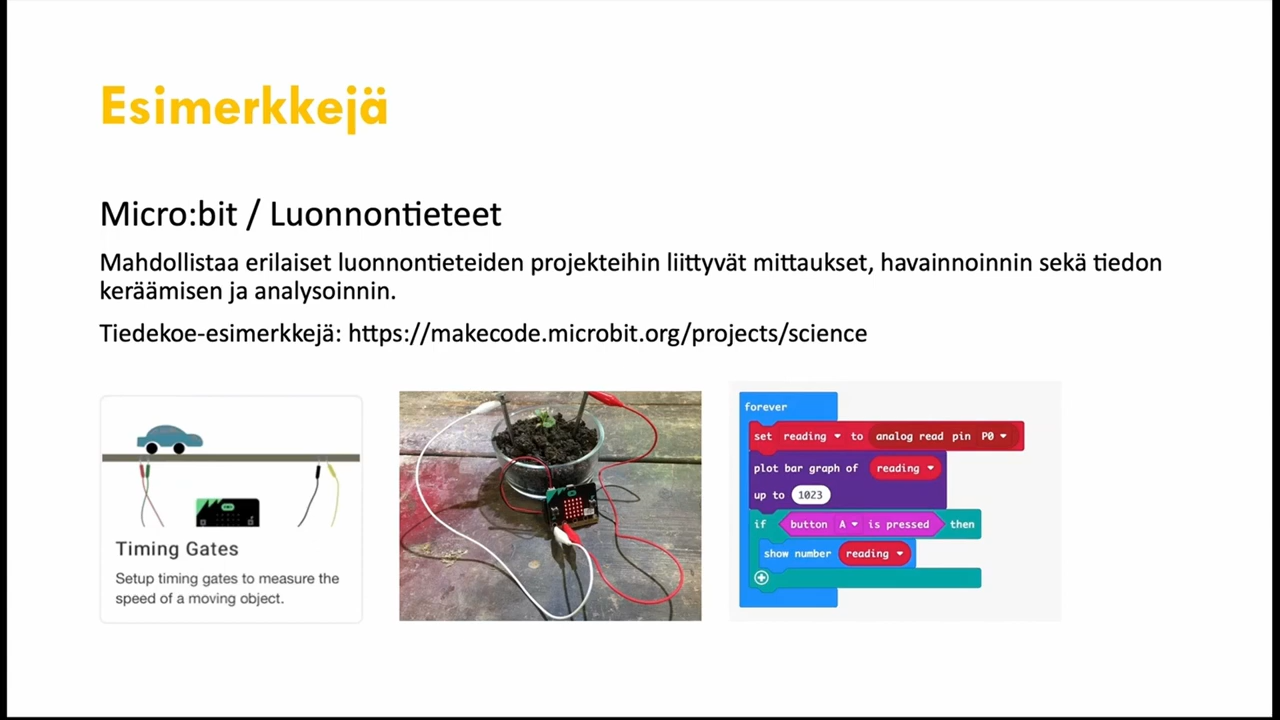 Esimerkkejä
Micro:bit / Luonnontieteet
Mahdollistaa erilaiset luonnontieteiden projekteihin liittyvät mittaukset, havainnoinnin sekä tiedon
keräämisen ja analysoinnin.
Tiedekoe-esimerkkejä: https://makecode.microbit.org/projects/science
Timing Gates
Setup timing gates to measure the
speed of a moving object.
forever
set reading to analog read pin P0
plot bar graph of reading
up to 1023
if button A is pressed then
show number reading